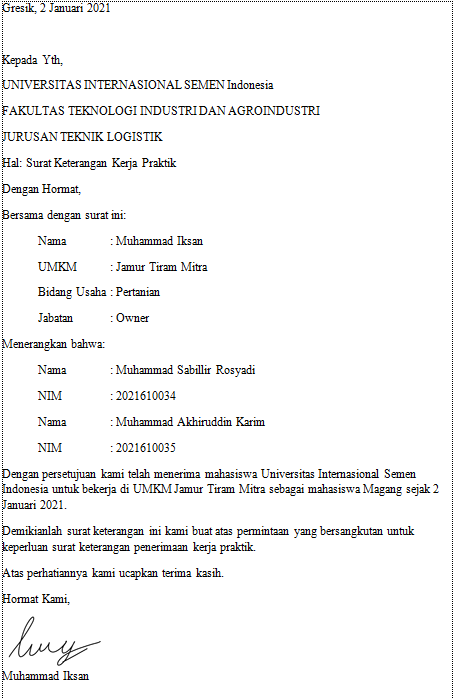 Gresik, 2 Januari 2021
Kepada Yth,
UNIVERSITAS INTERNASIONAL SEMEN Indonesia
FAKULTAS TEKNOLOGI INDUSTRI DAN AGROINDUSTRI
JURUSAN TEKNIK LOGISTIK
Hal: Surat Keterangan Kerja Praktik
Dengan Hormat,
Bersama dengan surat ini:
Nama : Muhammad Iksan
UMKM : Jamur Tiram Mitra
Bidang Usaha : Pertanian
Jabatan : Owner
Menerangkan bahwa:
Nama : Muhammad Sabillir Rosyadi
NIM : 2021610034
Nama : Muhammad Akhiruddin Karim
NIM : 2021610035
Dengan persetujuan kami telah menerima mahasiswa Universitas Internasional Semen
Indonesia untuk bekerja di UMKM Jamur Tiram Mitra sebagai mahasiswa Magang sejak 2
Januari 2021.
Demikianlah surat keterangan ini kami buat atas permintaan yang bersangkutan untuk
keperluan surat keterangan penerimaan kerja praktik.
Atas perhatiannya kami ucapkan terima kasih.
Hormat Kami,
Muhammad Iksan